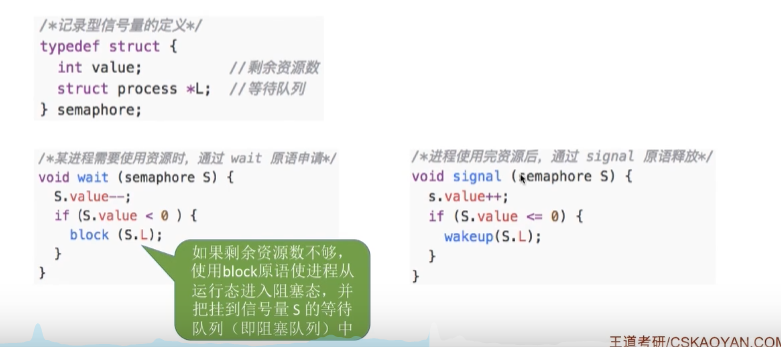 /*记录型信号量的定义*/
typedef struct {
int value; //剩余资源数
struct process *L; //等待队列
} semaphore;
/*某进程需要使用资源时，通过 wait 原语申请*/
void wait (semaphore S) {
S.value--;
if (S.value < 0 ) {
block (S.L);
}
}
如果剩余资源数不够，
使用block原语使进程从
运行态进入阻塞态，并
把挂到信号量 S 的等待
队列（即阻塞队列）中
/*进程使用完资源后，通过 signal 原语释放*/
void signal (semaphore S) {
s.value++;
if (S.value <= 0) {
wakeup(S.L);
}
}
王道考研/CSKAOYAN.COM